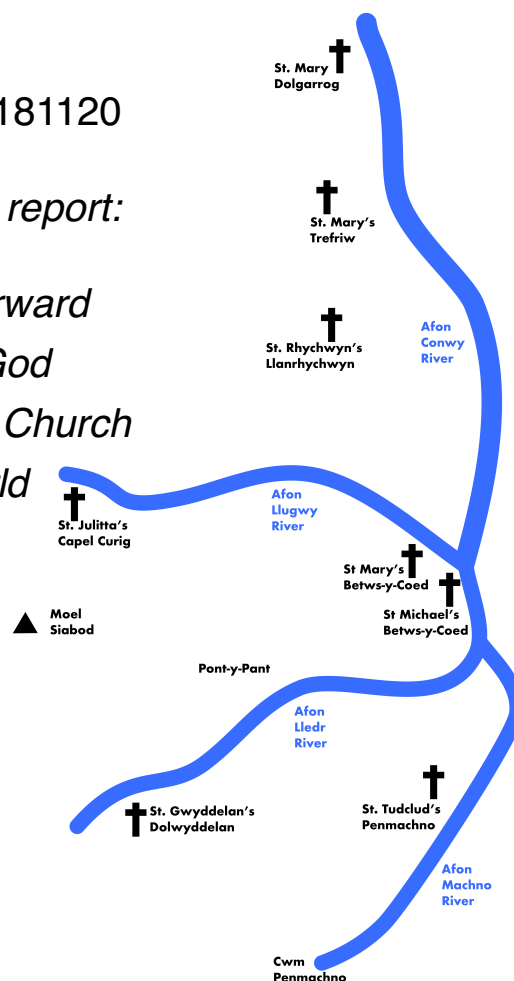 181120
report:
rward
God
Church
ld
St. Mary
Dolgarrog
St. Mary's
Trefriw
St. Rhychwyn's
Llanrhychwyn
Afon
Conwy
River
Afon
Llugwy
River
St. Julitta's
Capel Curig
St Mary's
Betws-y-Coed
St Michael's
Betws-y-Coed
Moel
Siabod
Pont-y-Pant
Afon
Lledr
River
St. Gwyddelan's
Dolwyddelan
St. Tudclud's
Penmachno
Afon
Machno
River
Cwm
Penmachno